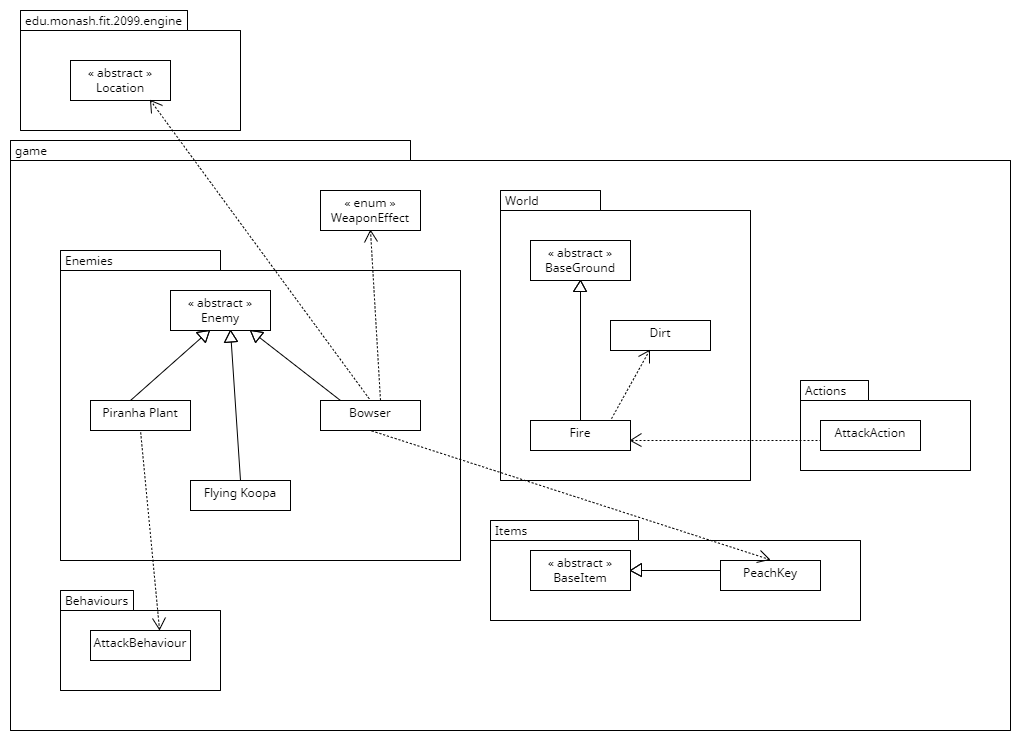 edu.monash.fit.2099.engine
« abstract »
Location
game
« enum »
WeaponEffect
World
« abstract »
BaseGround
Enemies
« abstract »
Enemy
Dirt
Piranha Plant
Bowser
Fire
Actions
AttackAction
Flying Koopa
Items
« abstract »
BaseItem
PeachKey
Behaviours
AttackBehaviour